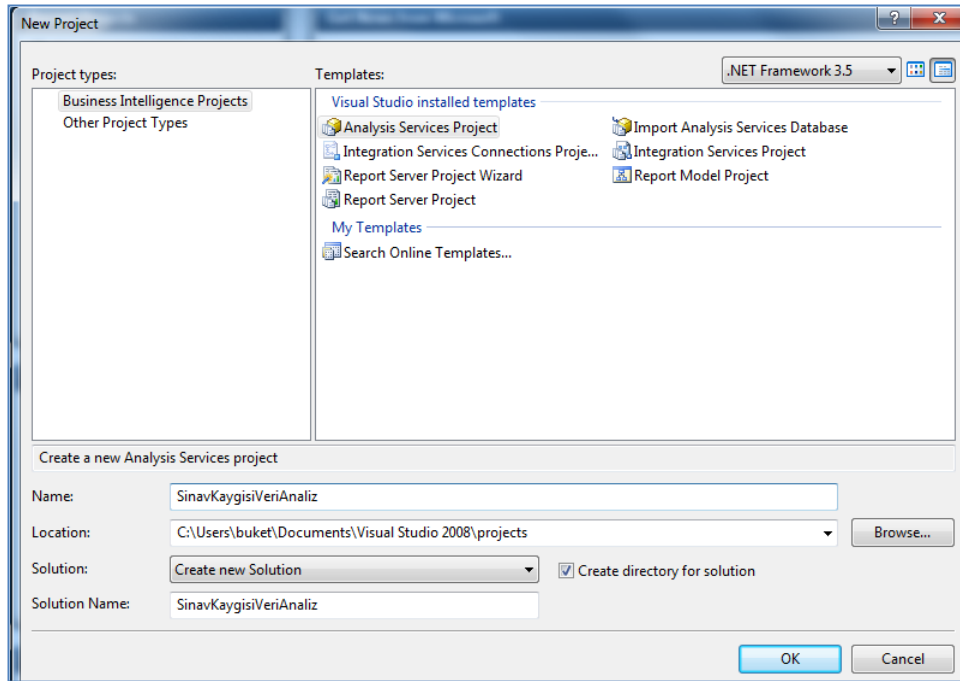 New Project
Project types:
Templates:
.NET Framework 3.5
Business Intelligence Projects
Other Project Types
Visual Studio installed templates
Analysis Services Project
Import Analysis Services Database
Integration Services Connections Proje...
Integration Services Project
Report Server Project Wizard
Report Model Project
Report Server Project
My Templates
Search Online Templates...
Create a new Analysis Services project
Name:
SinavKaygisiVeriAnaliz
Location:
C:\Users\buket\Documents\Visual Studio 2008\projects
Browse...
Solution:
Create new Solution
Create directory for solution
Solution Name:
SinavKaygisiVeriAnaliz
OK
Cancel